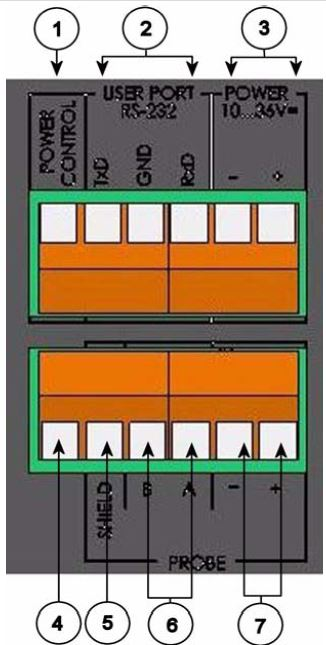 1 2 3
USER PORT POWER
RS-232 10...36V=
POWER CONTROL
TxD GND RxD - +
SHIELD B A - +
PROBE
4 5 6 7